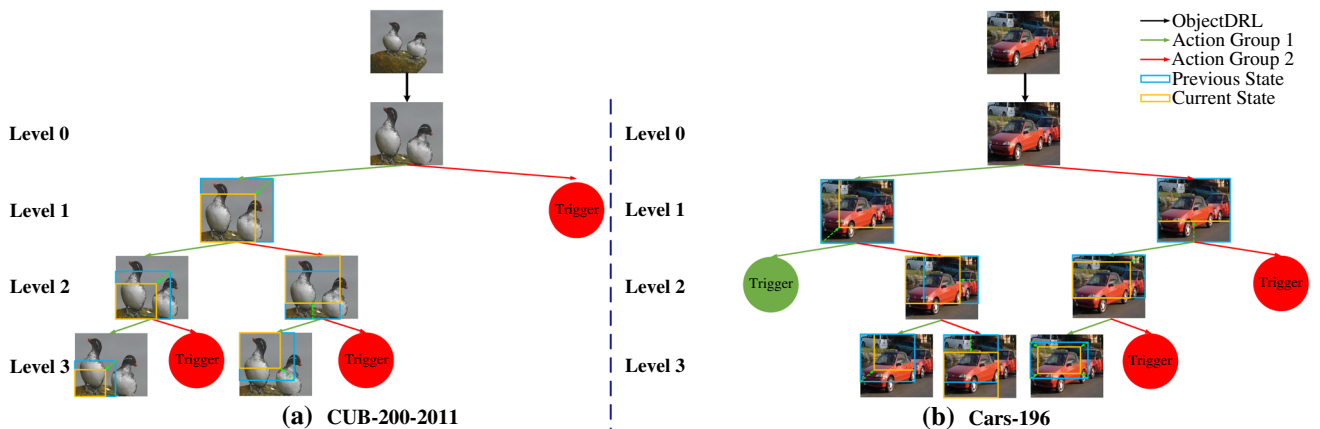 ObjectDRL
Action Group 1
Action Group 2
Previous State
Current State
Level 0
Level 0
Level 1
Trigger
Level 1
Level 2
Trigger
Level 2
Trigger
Level 3
Trigger
Trigger
Level 3
Trigger
(a) CUB-200-2011
(b) Cars-196